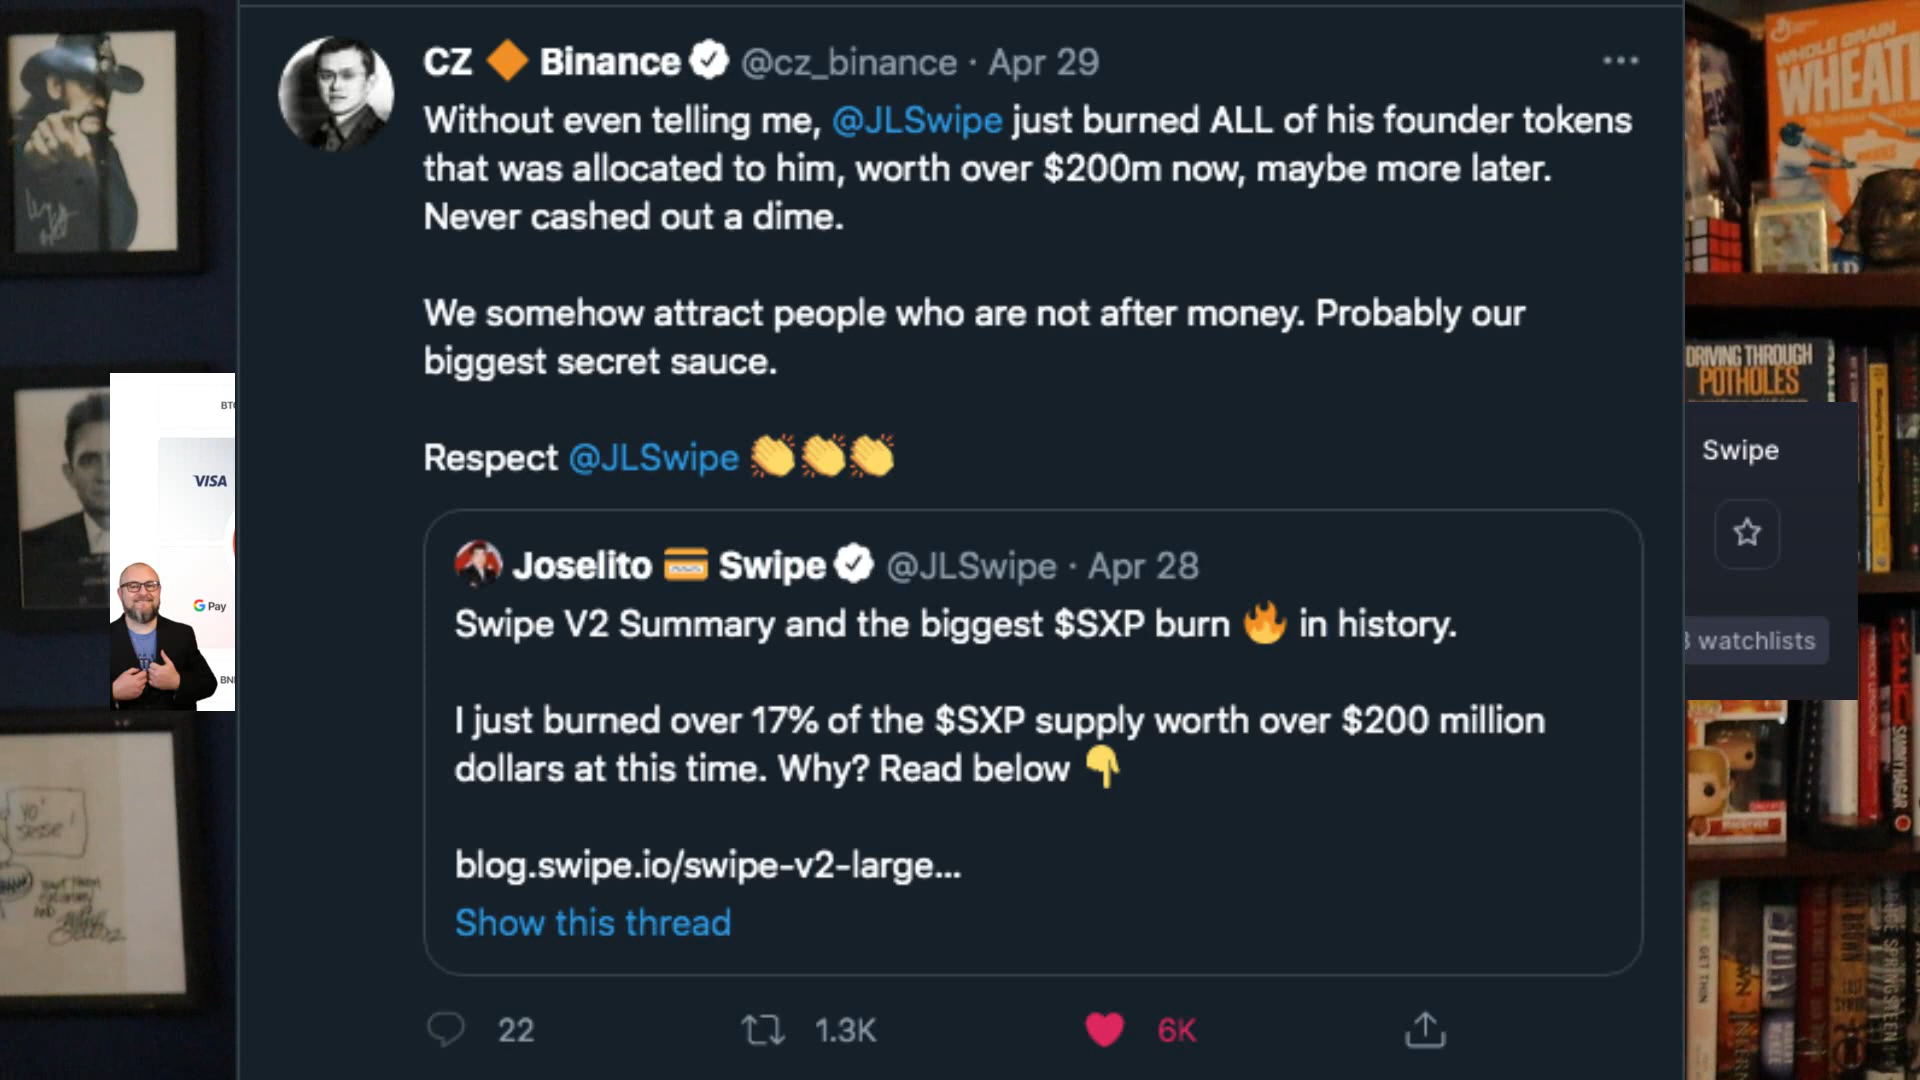 CZ 🔶 Binance @cz_binance · Apr 29
Without even telling me, @JLSwipe just burned ALL of his founder tokens
that was allocated to him, worth over $200m now, maybe more later.
Never cashed out a dime.
We somehow attract people who are not after money. Probably our
biggest secret sauce.
Respect @JLSwipe 👏👏👏
Joselito 💳 Swipe @JLSwipe · Apr 28
Swipe V2 Summary and the biggest $SXP burn 🔥 in history.
I just burned over 17% of the $SXP supply worth over $200 million
dollars at this time. Why? Read below 👇
blog.swipe.io/swipe-v2-large...
Show this thread
22 1.3K 6K
VISA
G Pay
WHOLE GRAIN
DRIVING THROUGH
POTHOLES
Swipe
watchlists
YO'
JESSE!